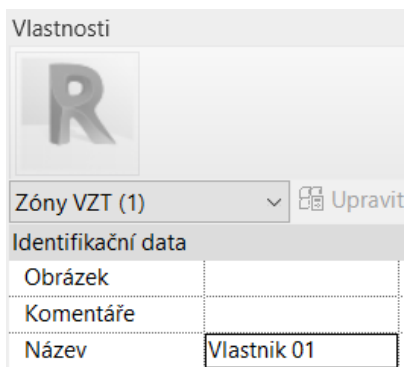 Vlastnosti
R
Zóny VZT (1)
Upravit
Identifikační data
Obrázek
Komentáře
Název Vlastnik 01